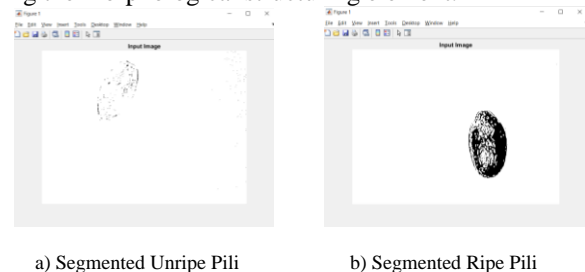 Figure 1
File Edit View Insert Tools Desktop Window Help
Input Image
Figure 1
File Edit View Insert Tools Desktop Window Help
Input Image
a) Segmented Unripe Pili
b) Segmented Ripe Pili